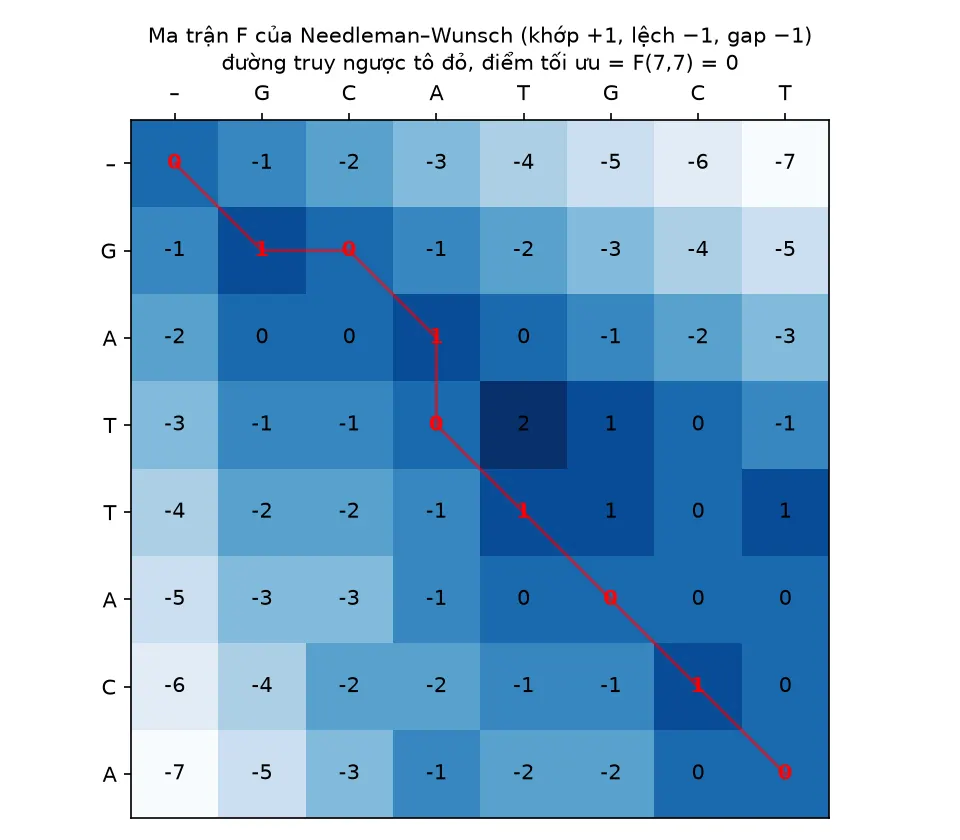 Ma trận F của Needleman–Wunsch (khớp +1, lệch −1, gap −1)
đường truy ngược tô đỏ, điểm tối ưu = F(7,7) = 0
– G C A T G C T
– 0 -1 -2 -3 -4 -5 -6 -7
G -1 1 0 -1 -2 -3 -4 -5
A -2 0 0 1 0 -1 -2 -3
T -3 -1 -1 0 2 1 0 -1
T -4 -2 -2 -1 1 1 0 1
A -5 -3 -3 -1 0 0 0 0
C -6 -4 -2 -2 -1 -1 1 0
A -7 -5 -3 -1 -2 -2 0 0